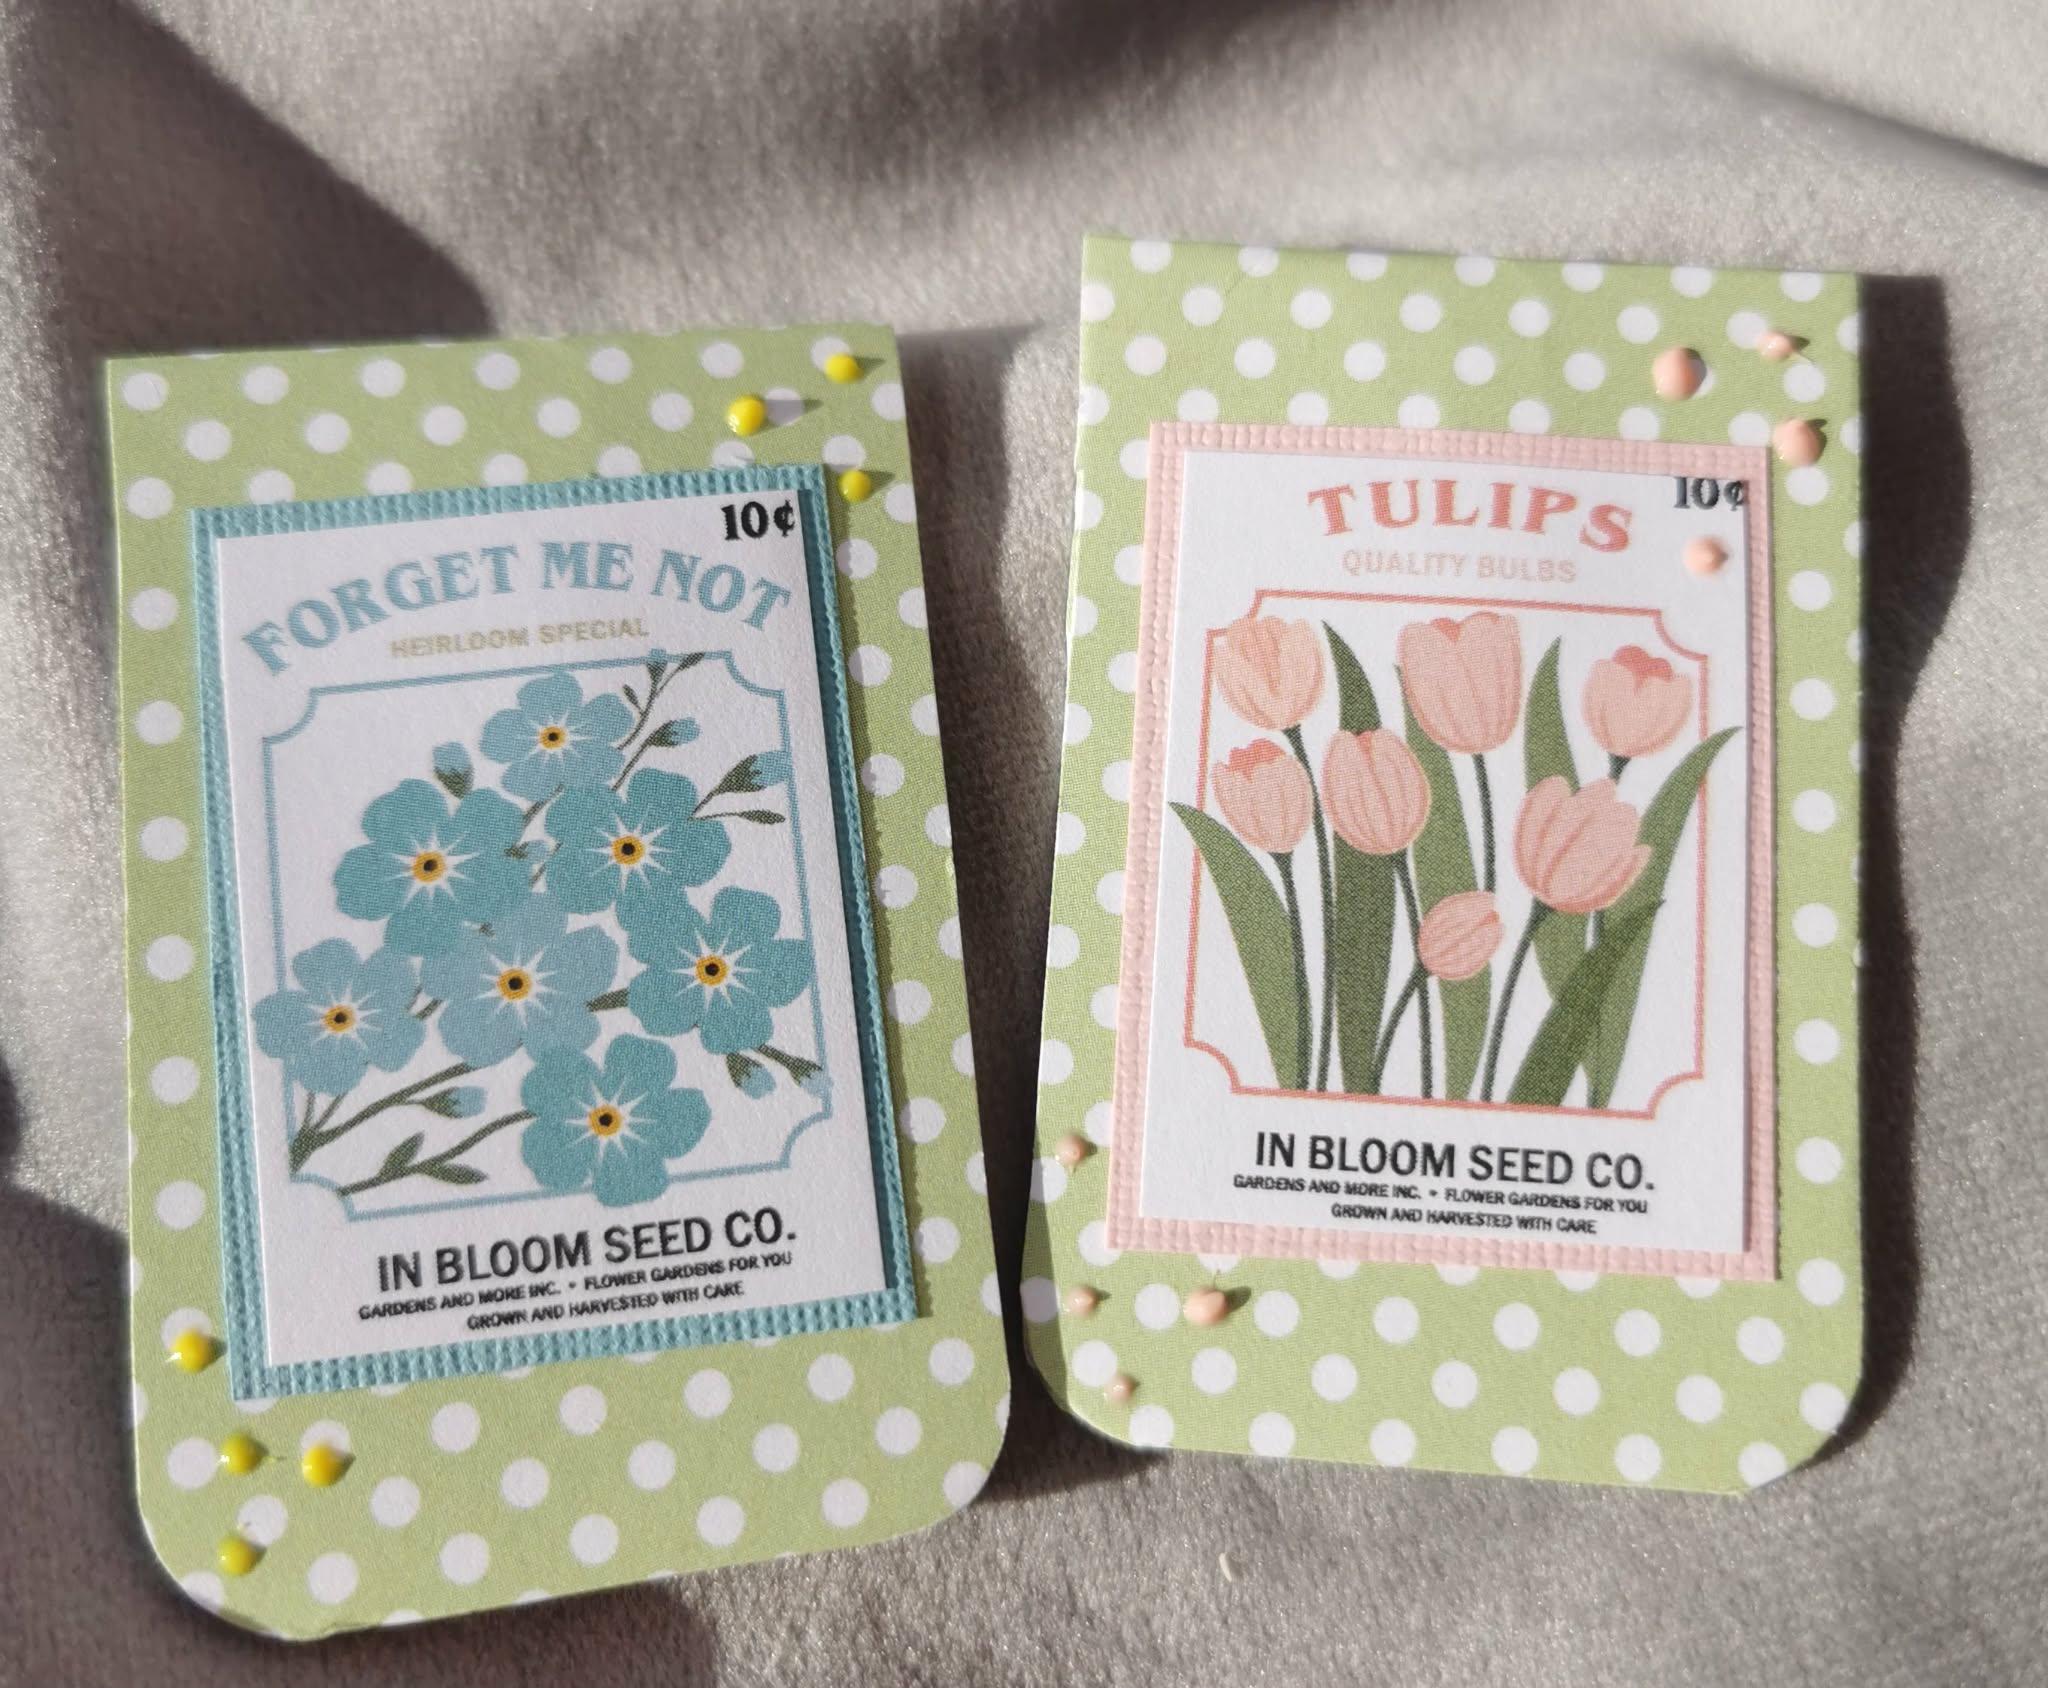 10¢
FORGET ME NOT
HEIRLOOM SPECIAL
IN BLOOM SEED CO.
GARDENS AND MORE INC. • FLOWER GARDENS FOR YOU
GROWN AND HARVESTED WITH CARE
10¢
TULIPS
QUALITY BULBS
IN BLOOM SEED CO.
GARDENS AND MORE INC. • FLOWER GARDENS FOR YOU
GROWN AND HARVESTED WITH CARE